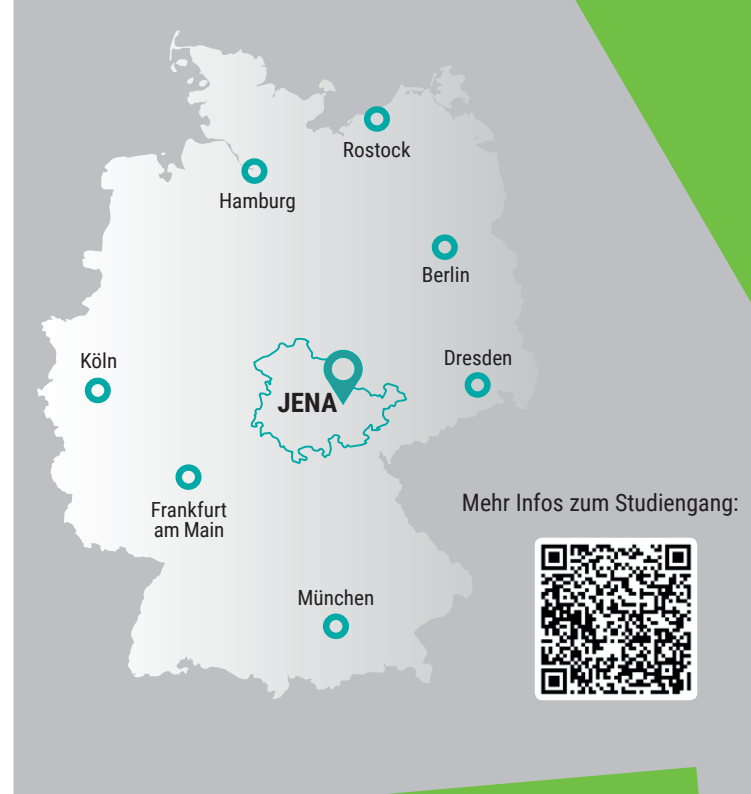 Rostock
Hamburg
Berlin
Köln
Dresden
JENA
Frankfurt
am Main
Mehr Infos zum Studiengang:
München